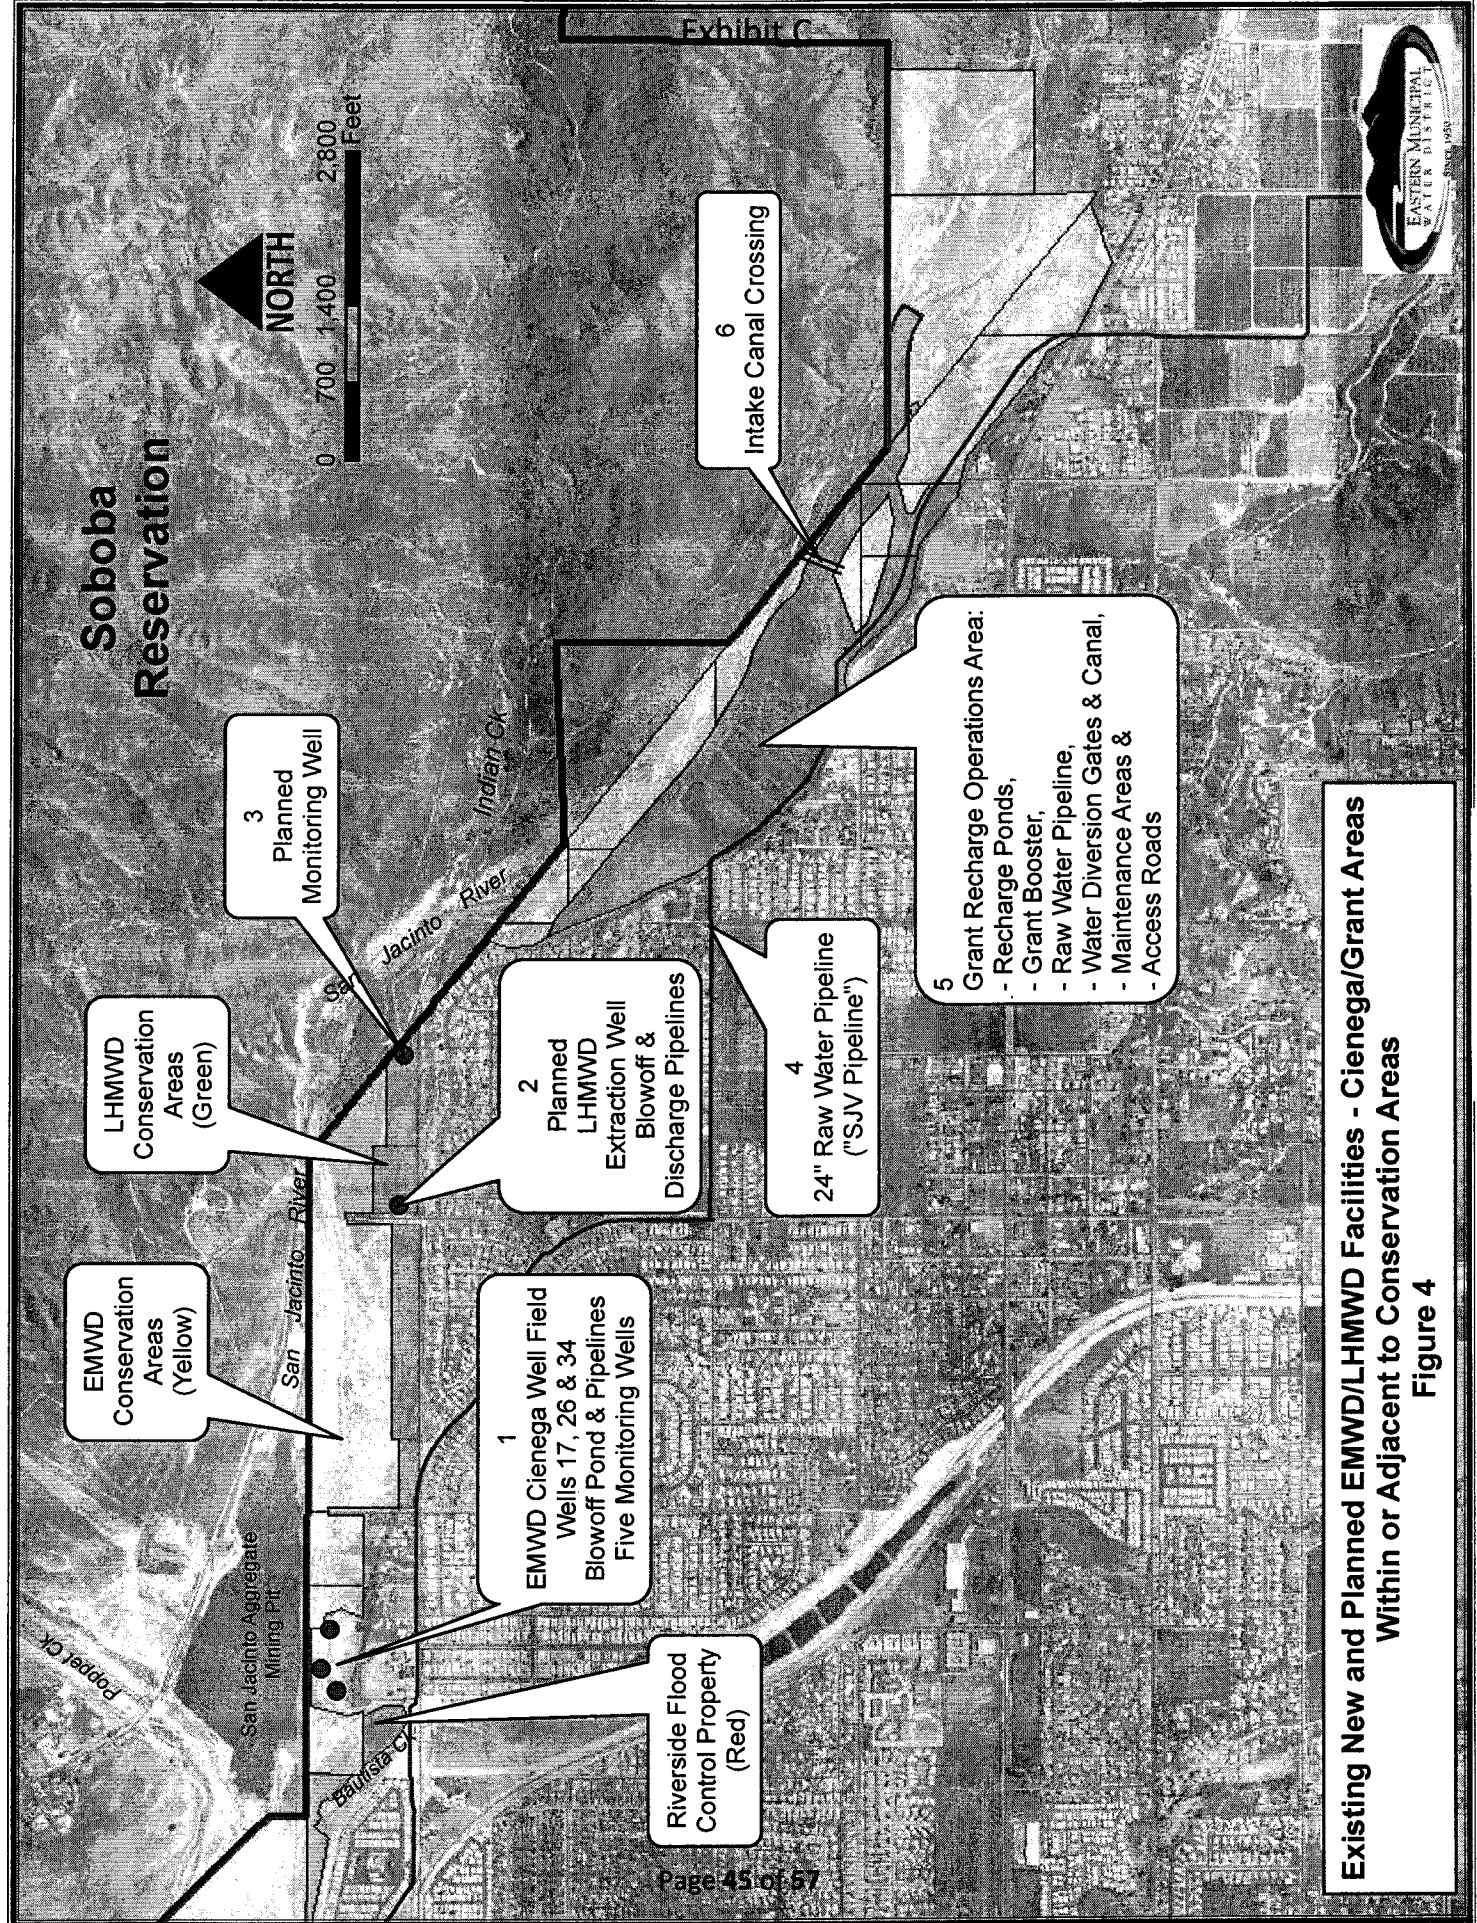 Exhibit C
Soboba
Reservation
NORTH
0 700 1,400 2,800
Feet
3
Planned
Monitoring Well
LHMWD
Conservation
Areas
(Green)
EMWD
Conservation
Areas
(Yellow)
6
Intake Canal Crossing
Indian Ck
San Jacinto River
San Jacinto River
Poppet Ck
San Jacinto Aggregate
Mining Pit
Bautista Ck
1
EMWD Cienega Well Field
Wells 17, 26 & 34
Blowoff Pond & Pipelines
Five Monitoring Wells
2
Planned
LHMWD
Extraction Well
Blowoff &
Discharge Pipelines
4
24" Raw Water Pipeline
("SJV Pipeline")
5
Grant Recharge Operations Area:
- Recharge Ponds,
- Grant Booster,
- Raw Water Pipeline,
- Water Diversion Gates & Canal,
- Maintenance Areas &
- Access Roads
Riverside Flood
Control Property
(Red)
EASTERN MUNICIPAL
WATER DISTRICT
SINCE 1950
Existing New and Planned EMWD/LHMWD Facilities - Cienega/Grant Areas
Within or Adjacent to Conservation Areas
Figure 4
Page 45 of 57